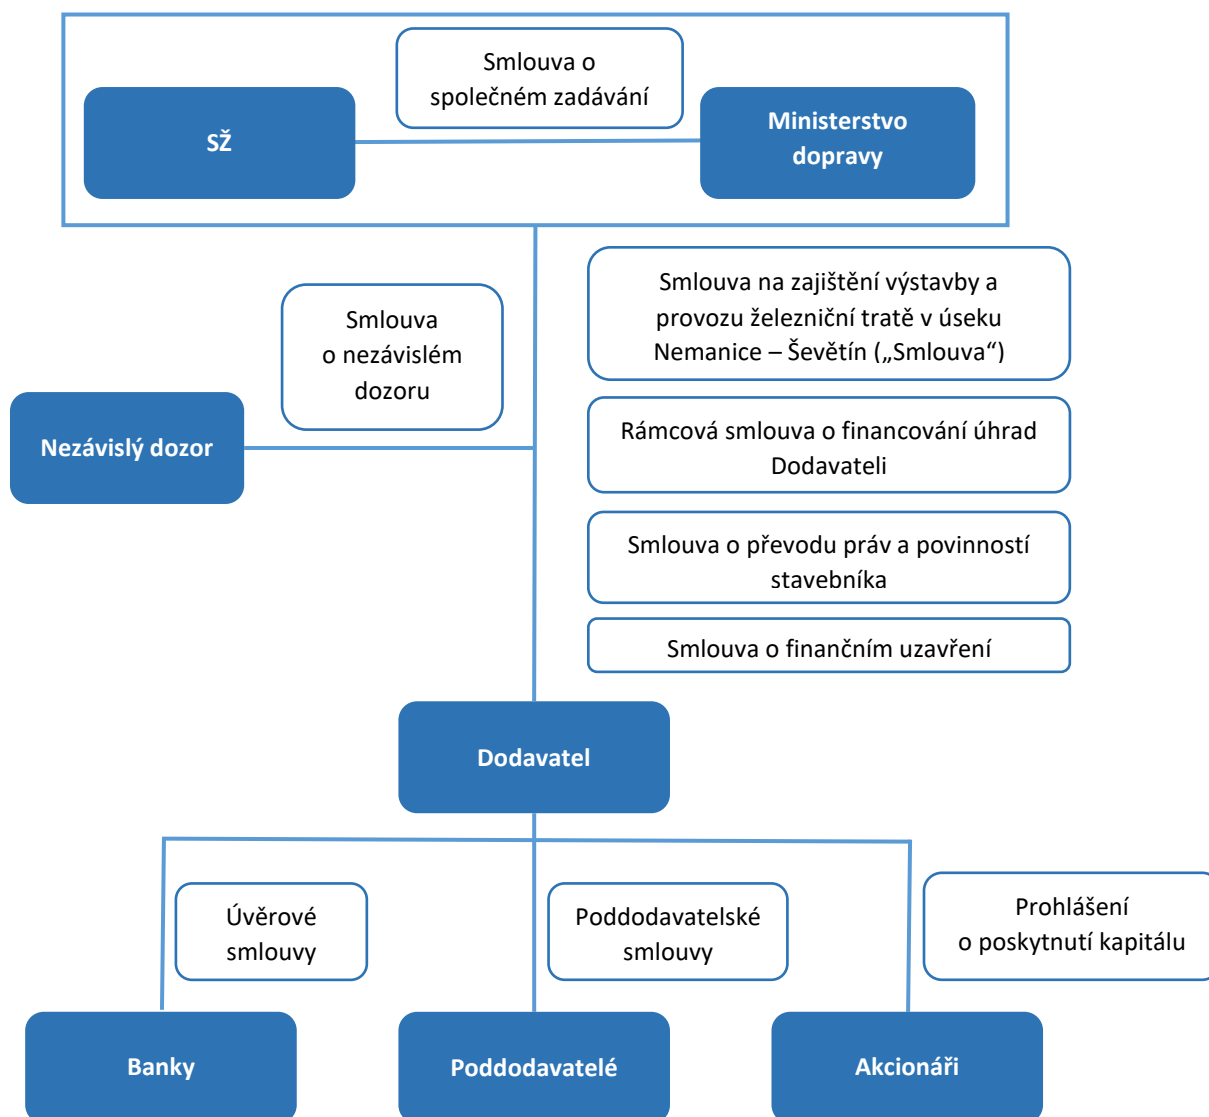 Smlouva o
společném zadávání
SŽ
Ministerstvo
dopravy
Smlouva na zajištění výstavby a
provozu železniční tratě v úseku
Nemanice – Ševětín („Smlouva“)
Smlouva
o nezávislém
dozoru
Nezávislý dozor
Rámcová smlouva o financování úhrad
Dodavateli
Smlouva o převodu práv a povinností
stavebníka
Smlouva o finančním uzavření
Dodavatel
Úvěrové
smlouvy
Poddodavatelské
smlouvy
Prohlášení
o poskytnutí kapitálu
Banky
Poddodavatelé
Akcionáři